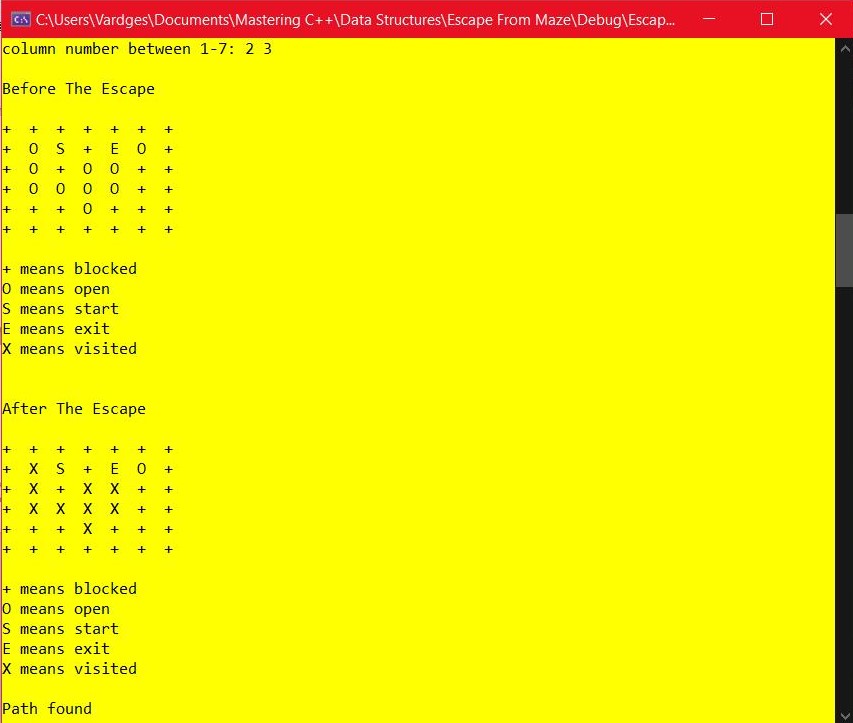 C:\Users\Vardges\Documents\Mastering C++\Data Structures\Escape From Maze\Debug\Escap...
column number between 1-7: 2 3
Before The Escape
+ + + + + + +
+ O S + E O +
+ O + O O + +
+ O O O O + +
+ + + O + + +
+ + + + + + +
+ means blocked
O means open
S means start
E means exit
X means visited
After The Escape
+ + + + + + +
+ X S + E O +
+ X + X X + +
+ X X X X + +
+ + + X + + +
+ + + + + + +
+ means blocked
O means open
S means start
E means exit
X means visited
Path found